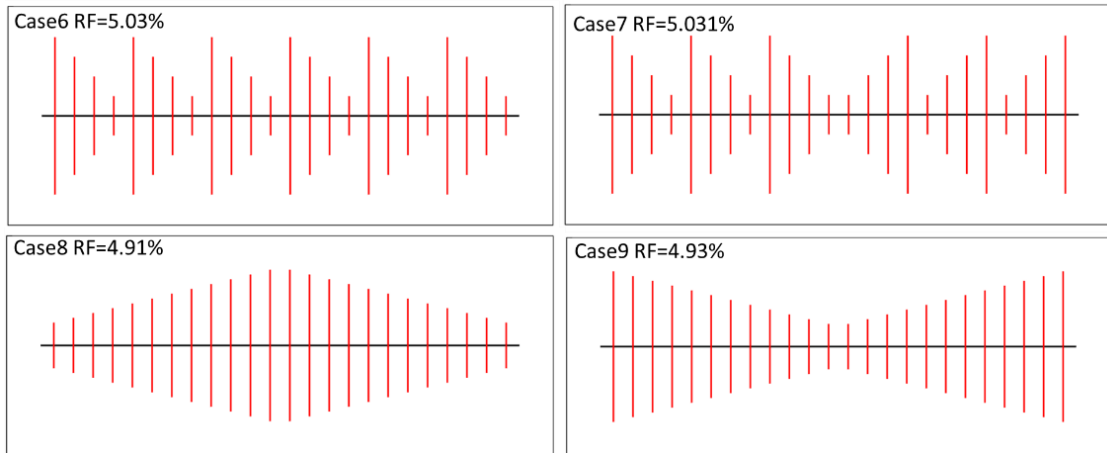 Case6 RF=5.03%
Case7 RF=5.031%
Case8 RF=4.91%
Case9 RF=4.93%